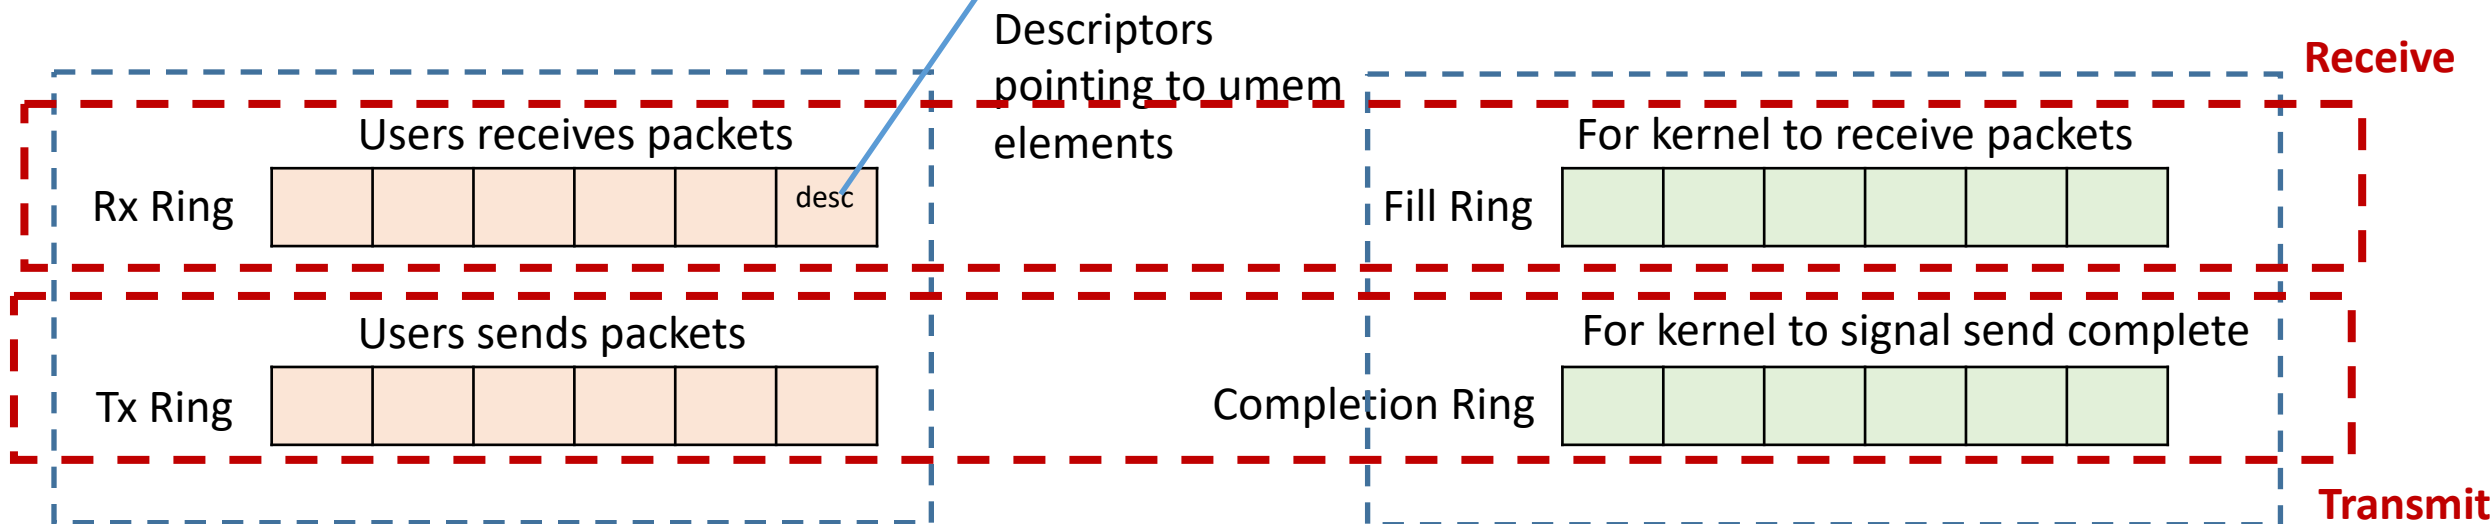 Descriptors
pointing to umem
elements
Receive
Users receives packets
For kernel to receive packets
Rx Ring
desc
Fill Ring
Users sends packets
For kernel to signal send complete
Tx Ring
Completion Ring
Transmit